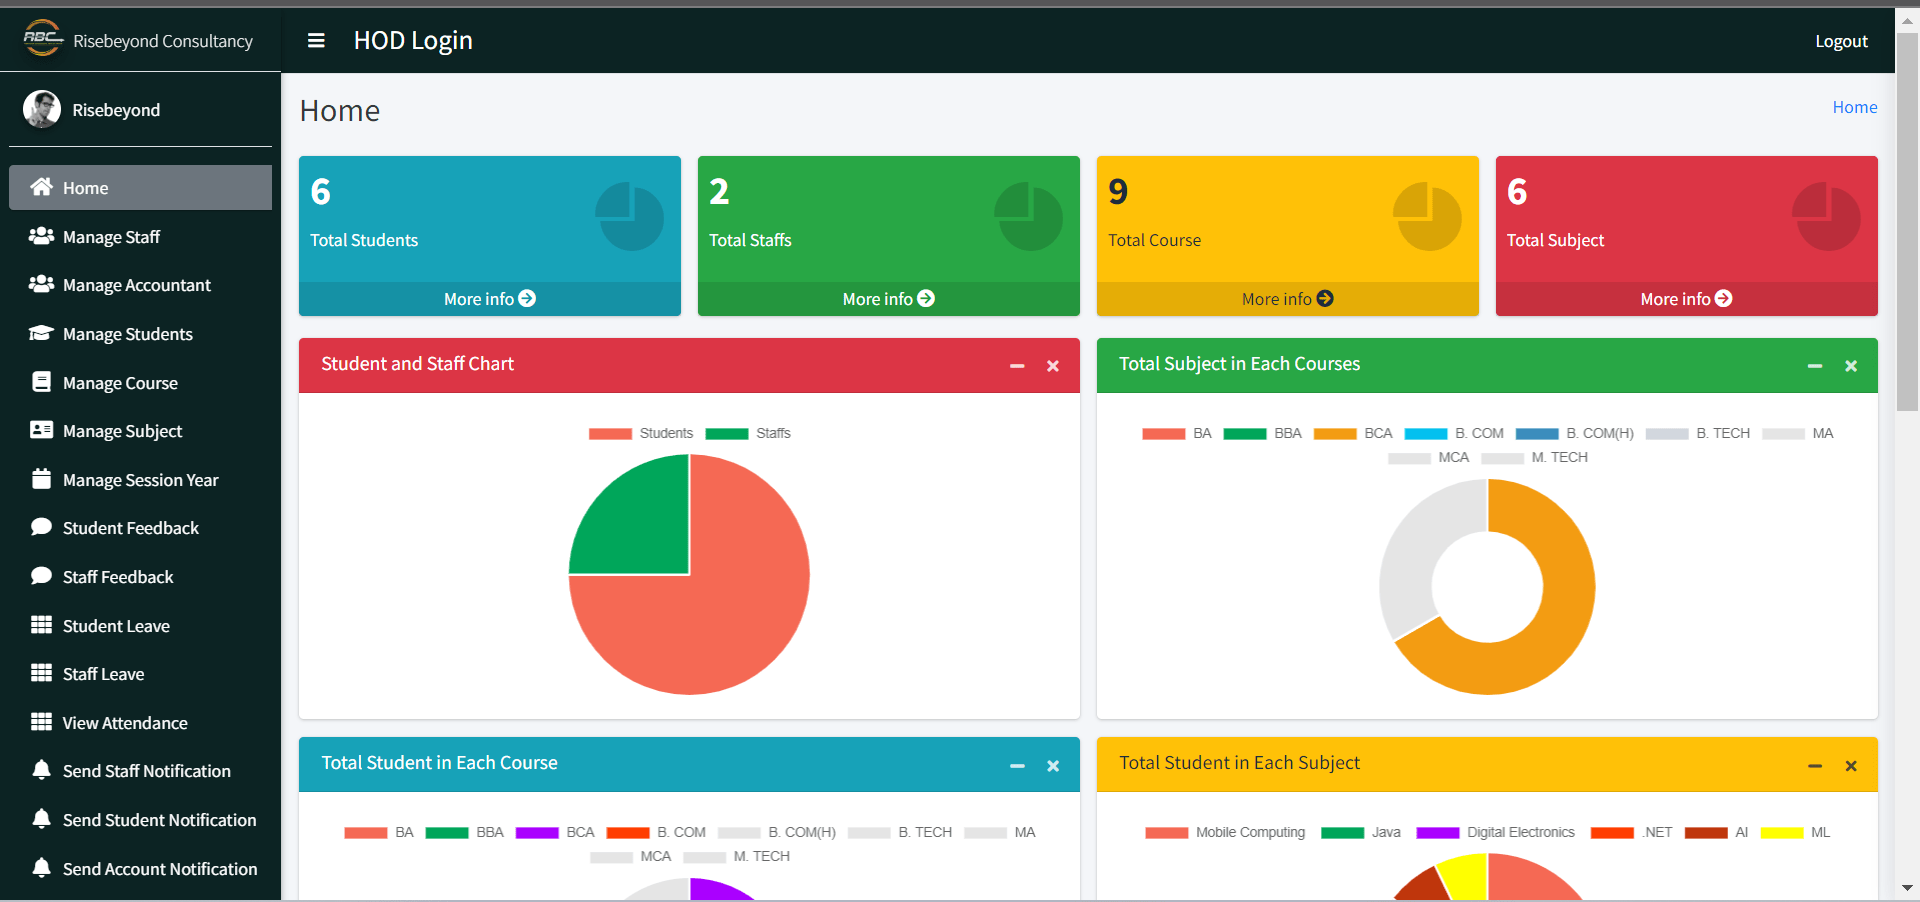 RBC Risebeyond Consultancy
HOD Login
Logout
Risebeyond
Home
Manage Staff
Manage Accountant
Manage Students
Manage Course
Manage Subject
Manage Session Year
Student Feedback
Staff Feedback
Student Leave
Staff Leave
View Attendance
Send Staff Notification
Send Student Notification
Send Account Notification
Home
Home
6
Total Students
More info
2
Total Staffs
More info
9
Total Course
More info
6
Total Subject
More info
Student and Staff Chart
Students Staffs
Total Subject in Each Courses
BA BBA BCA B. COM B. COM(H) B. TECH MA
MCA M. TECH
Total Student in Each Course
BA BBA BCA B. COM B. COM(H) B. TECH MA
MCA M. TECH
Total Student in Each Subject
Mobile Computing Java Digital Electronics .NET AI ML